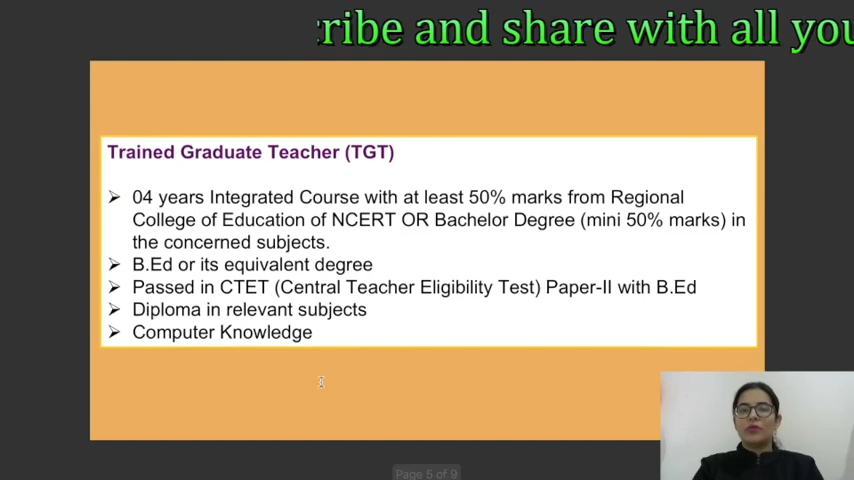 ribe and share with all you
Trained Graduate Teacher (TGT)
➢ 04 years Integrated Course with at least 50% marks from Regional
College of Education of NCERT OR Bachelor Degree (mini 50% marks) in
the concerned subjects.
➢ B.Ed or its equivalent degree
➢ Passed in CTET (Central Teacher Eligibility Test) Paper-II with B.Ed
➢ Diploma in relevant subjects
➢ Computer Knowledge
Page 5 of 9